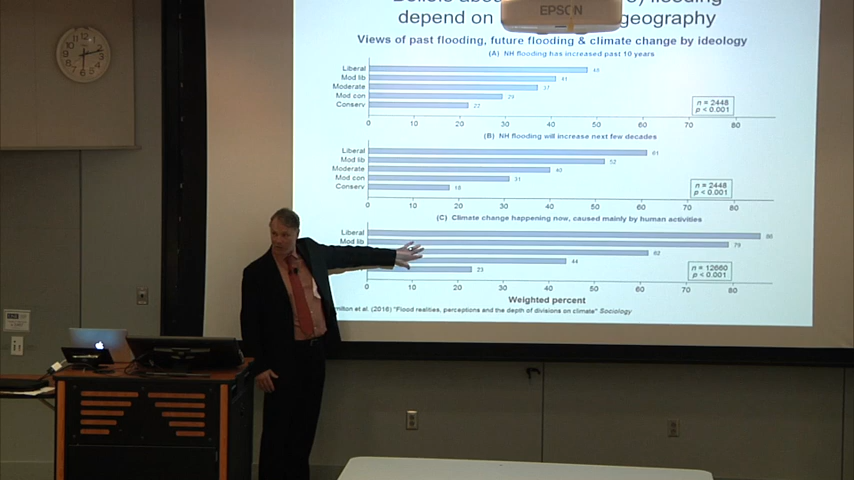 flooding
depend on geography
EPSON
Views of past flooding, future flooding & climate change by ideology
(A) NH flooding has increased past 10 years
Liberal 48
Mod lib 41
Moderate 37
Mod con 29
Conserv 22
n = 2448
p < 0.001
0 10 20 30 40 50 60 70 80
(B) NH flooding will increase next few decades
Liberal 61
Mod lib 52
Moderate 40
Mod con 31
Conserv 18
n = 2448
p < 0.001
0 10 20 30 40 50 60 70 80
(C) Climate change happening now, caused mainly by human activities
Liberal 86
Mod lib 79
62
44
23
n = 12660
p < 0.001
0 10 20 30 40 50 60 70 80
Weighted percent
et al. (2016) "Flood realities, perceptions and the depth of divisions on climate" Sociology